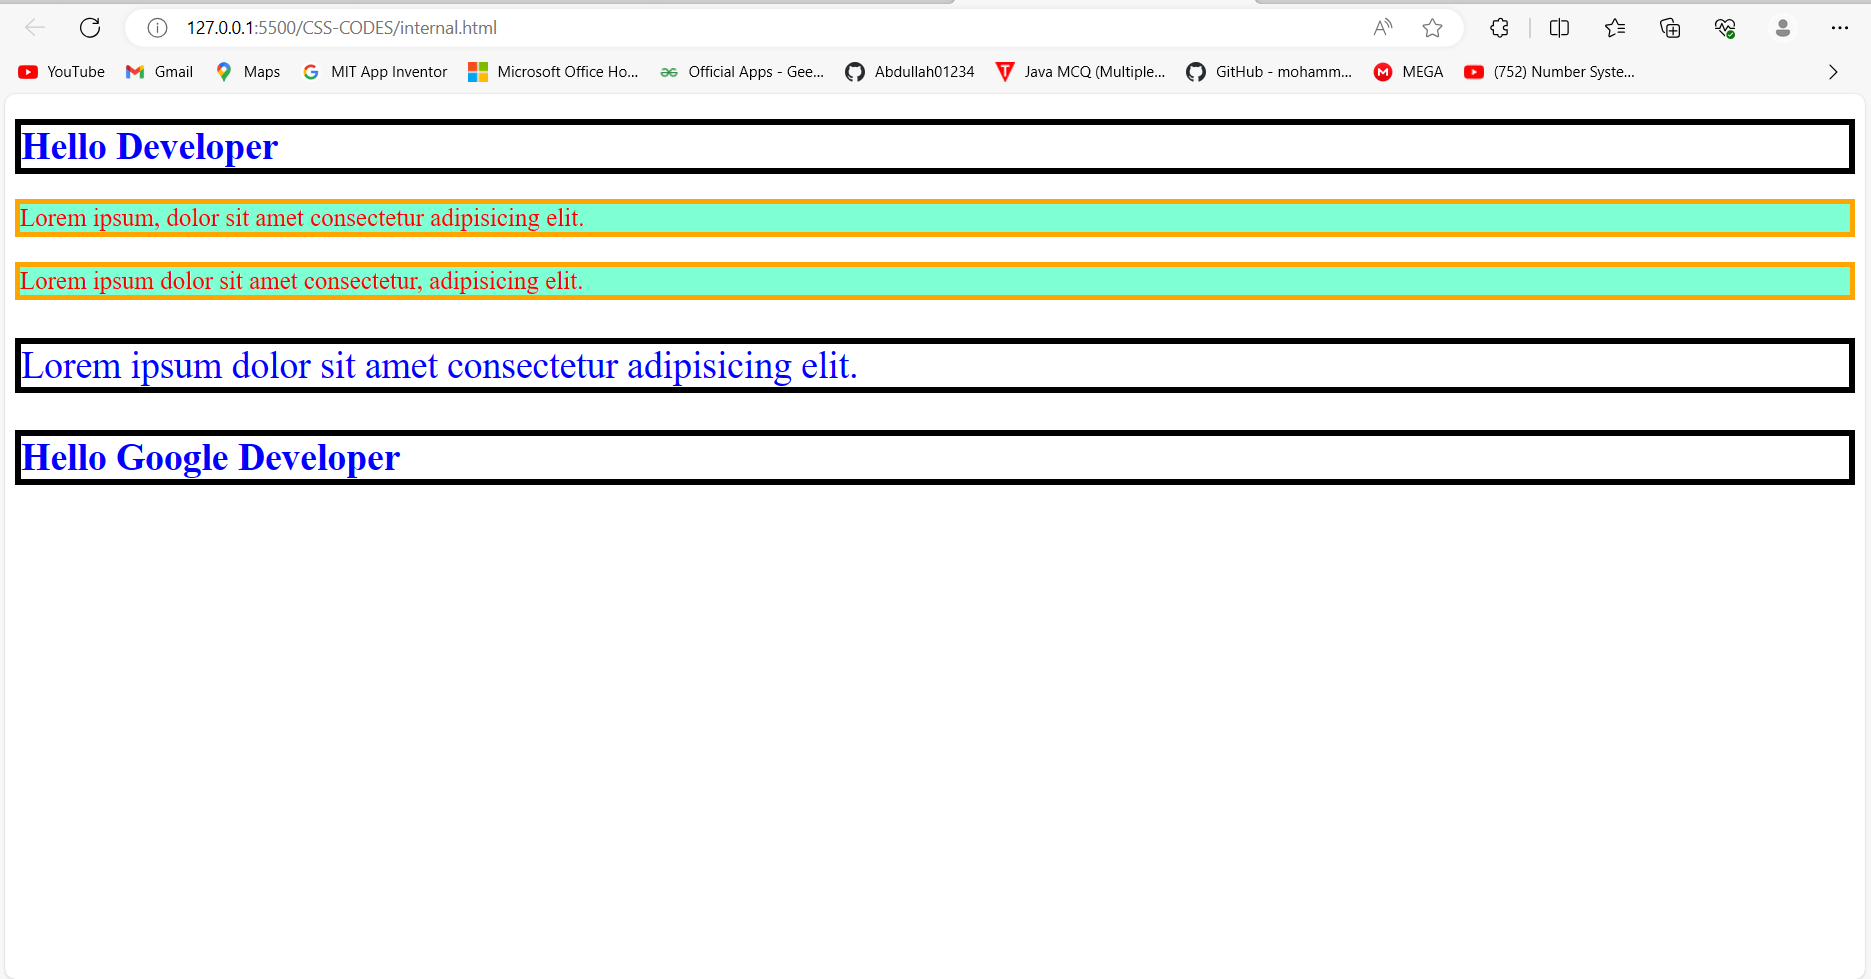 127.0.0.1:5500/CSS-CODES/internal.html
YouTube Gmail Maps MIT App Inventor Microsoft Office Ho... Official Apps - Gee... Abdullah01234 Java MCQ (Multiple... GitHub - mohamm... MEGA (752) Number Syste...
Hello Developer
Lorem ipsum, dolor sit amet consectetur adipisicing elit.
Lorem ipsum dolor sit amet consectetur, adipisicing elit.
Lorem ipsum dolor sit amet consectetur adipisicing elit.
Hello Google Developer